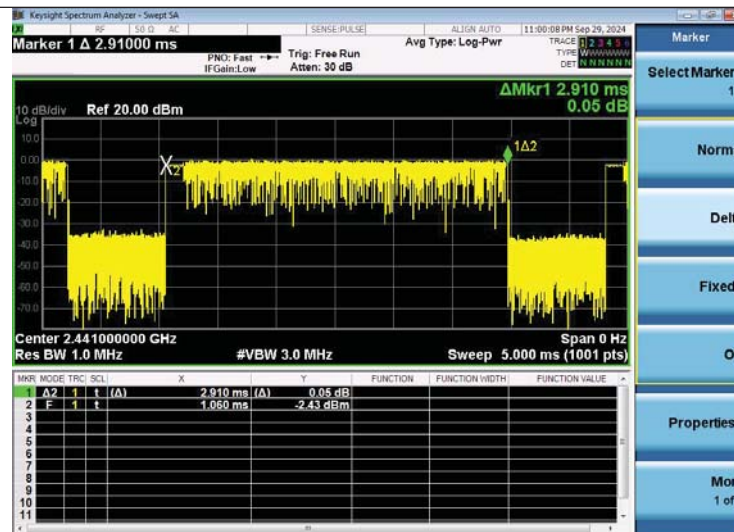 Keysight Spectrum Analyzer - Swept SA
RF 50 Ω AC SENSE:PULSE ALIGN AUTO 11:00:08 PM Sep 29, 2024
Marker 1 Δ 2.91000 ms
PNO: Fast
IFGain:Low
Trig: Free Run
Atten: 30 dB
Avg Type: Log-Pwr
TRACE 1 2 3 4 5 6
TYPE WWWWWW
DET N N N N N N
ΔMkr1 2.910 ms
0.05 dB
10 dB/div Ref 20.00 dBm
Log
10.0
0.00
-10.0
-20.0
-30.0
-40.0
-50.0
-60.0
-70.0
X2
1Δ2
Center 2.441000000 GHz Span 0 Hz
Res BW 1.0 MHz #VBW 3.0 MHz Sweep 5.000 ms (1001 pts)
MKR MODE TRC SCL X Y FUNCTION FUNCTION WIDTH FUNCTION VALUE
1 Δ2 1 t (Δ) 2.910 ms (Δ) 0.05 dB
2 F 1 t 1.060 ms -2.43 dBm
3
4
5
6
7
8
9
10
11
Marker
Select Marker
1
Norm
Delt
Fixed
O
Properties
Mor
1 of